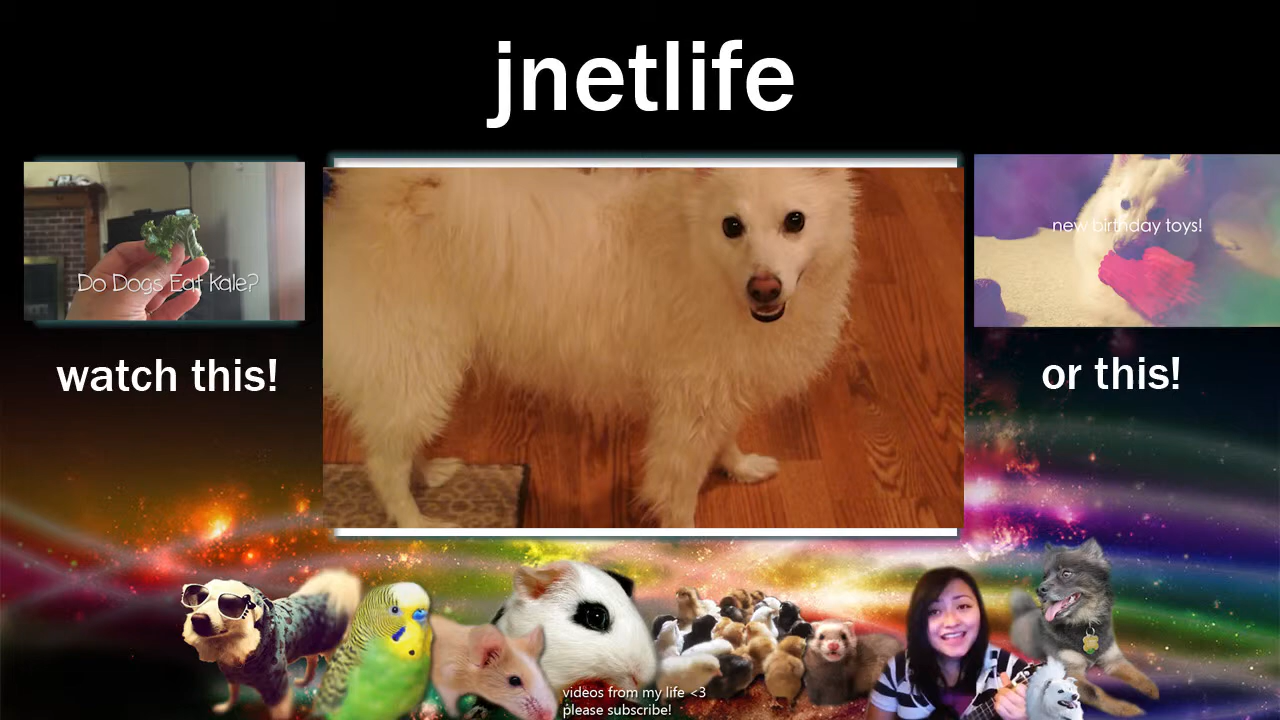 jnetlife
Do Dogs Eat Kale?
new birthday toys!
watch this!
or this!
videos from my life <3
please subscribe!